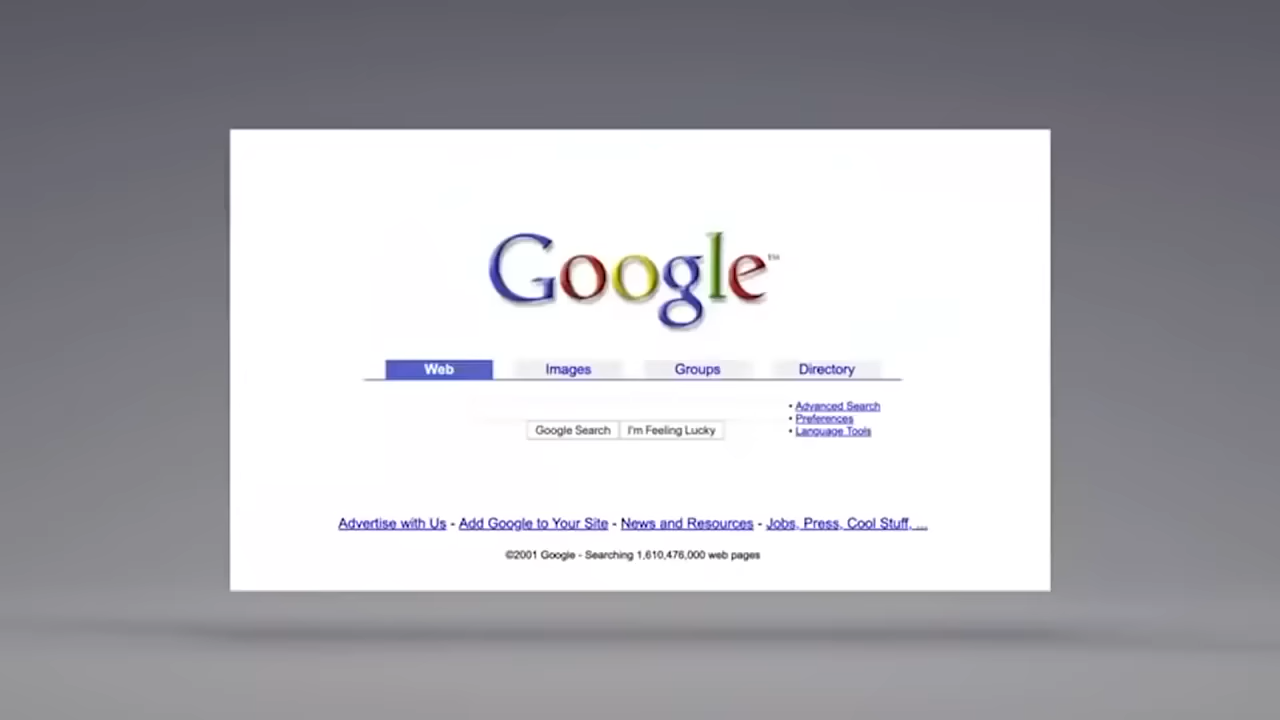 Google™
Web Images Groups Directory
• Advanced Search
• Preferences
• Language Tools
Google Search I'm Feeling Lucky
Advertise with Us - Add Google to Your Site - News and Resources - Jobs, Press, Cool Stuff, ...
©2001 Google - Searching 1,610,476,000 web pages